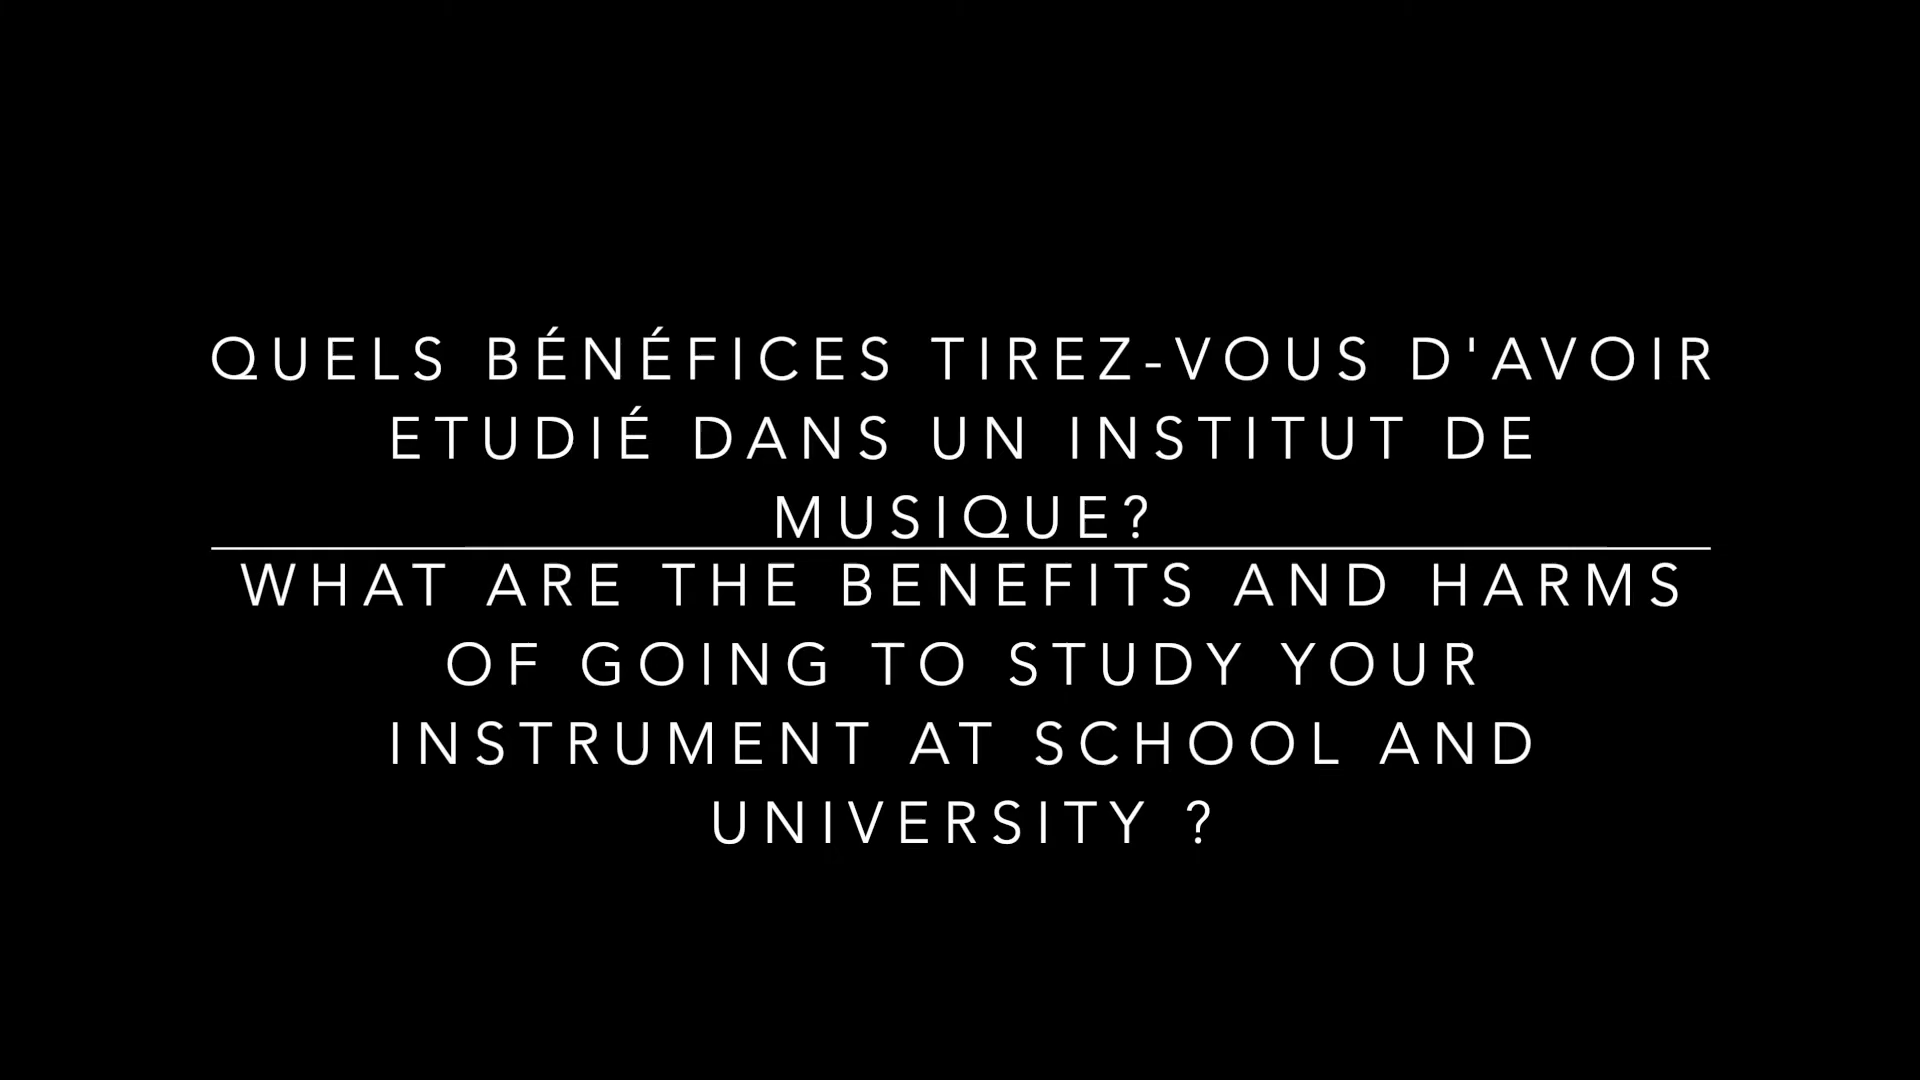 QUELS BÉNÉFICES TIREZ-VOUS D'AVOIR
ETUDIÉ DANS UN INSTITUT DE
MUSIQUE?
WHAT ARE THE BENEFITS AND HARMS
OF GOING TO STUDY YOUR
INSTRUMENT AT SCHOOL AND
UNIVERSITY ?